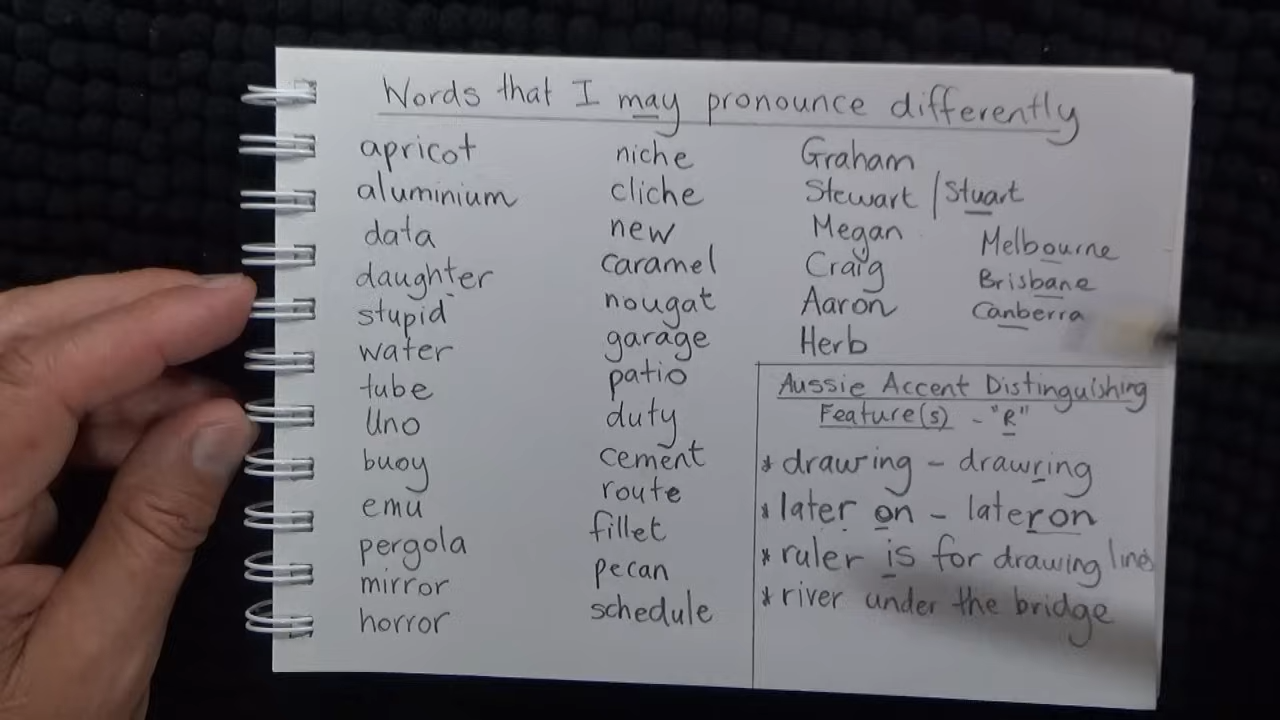 Words that I may pronounce differently
apricot
aluminium
data
daughter
stupid
water
tube
Uno
buoy
emu
pergola
mirror
horror
niche
cliche
new
caramel
nougat
garage
patio
duty
cement
route
fillet
pecan
schedule
Graham
Stewart / Stuart
Megan
Craig
Aaron
Herb
Melbourne
Brisbane
Canberra
Aussie Accent Distinguishing
Feature(s) - "R"
* drawing - drawring
* later on - lateron
* ruler is for drawing lines
* river under the bridge